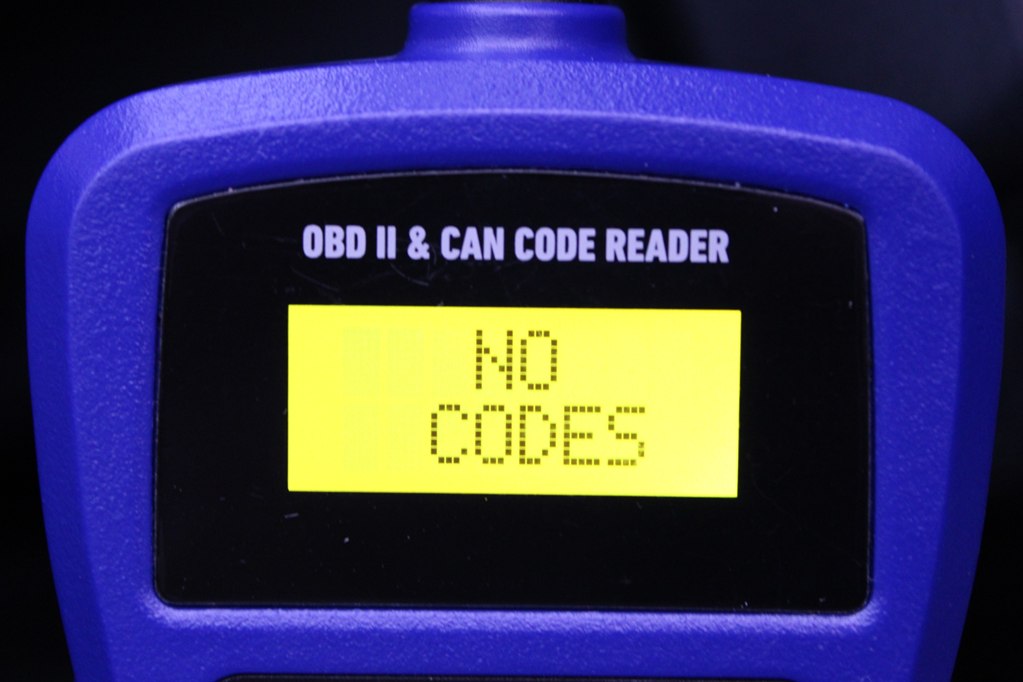 OBD II & CAN CODE READER
NO
CODES